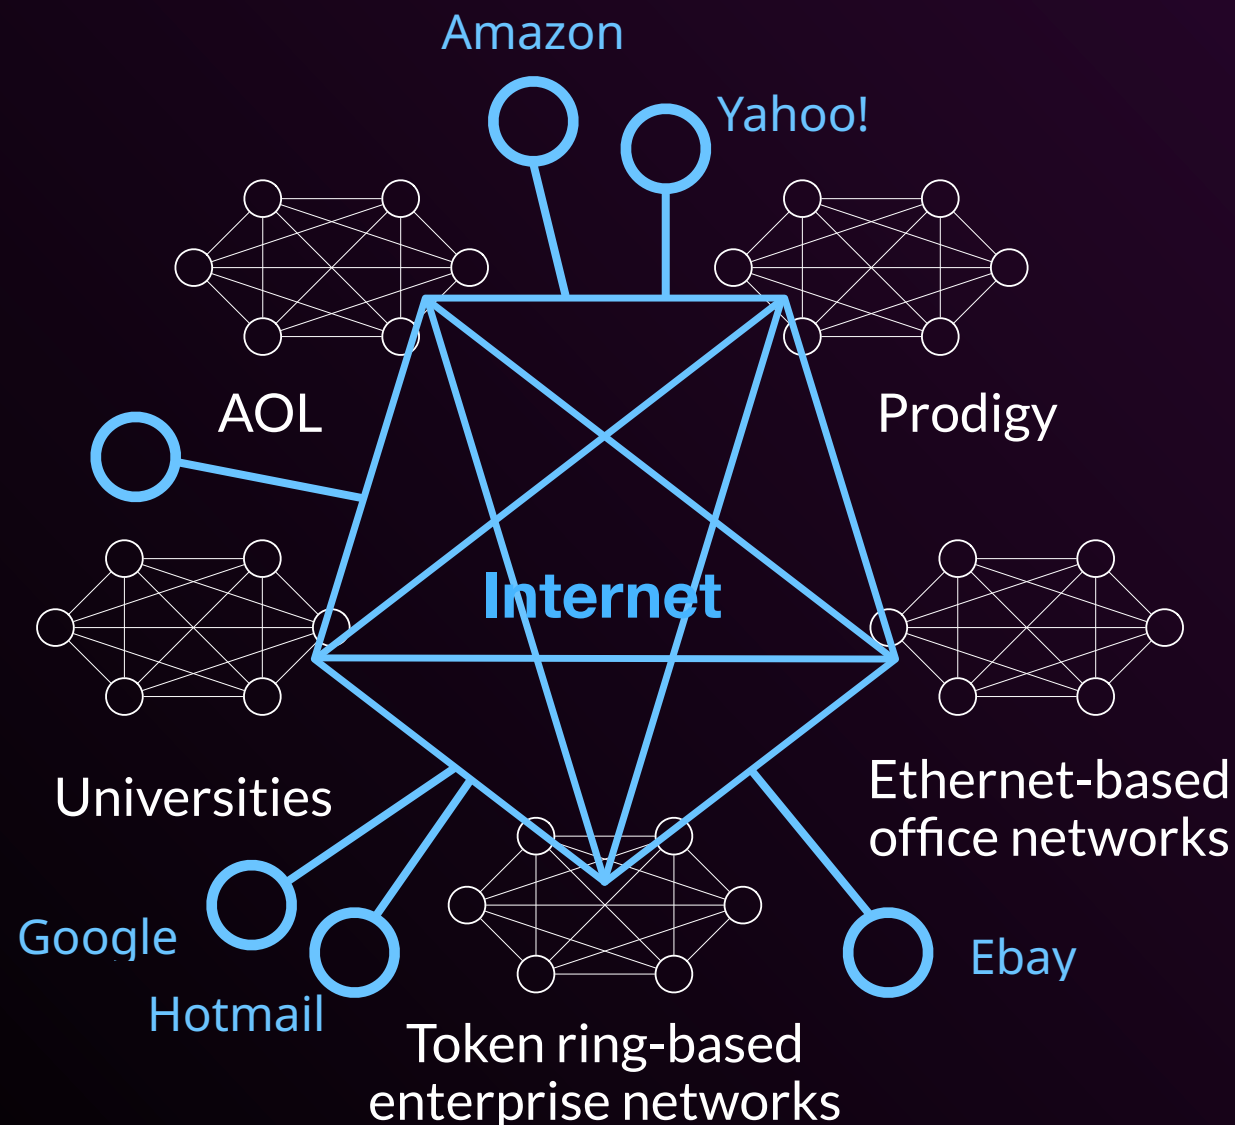 Amazon
Yahoo!
AOL
Prodigy
Internet
Universities
Ethernet-based
office networks
Google
Ebay
Hotmail
Token ring-based
enterprise networks